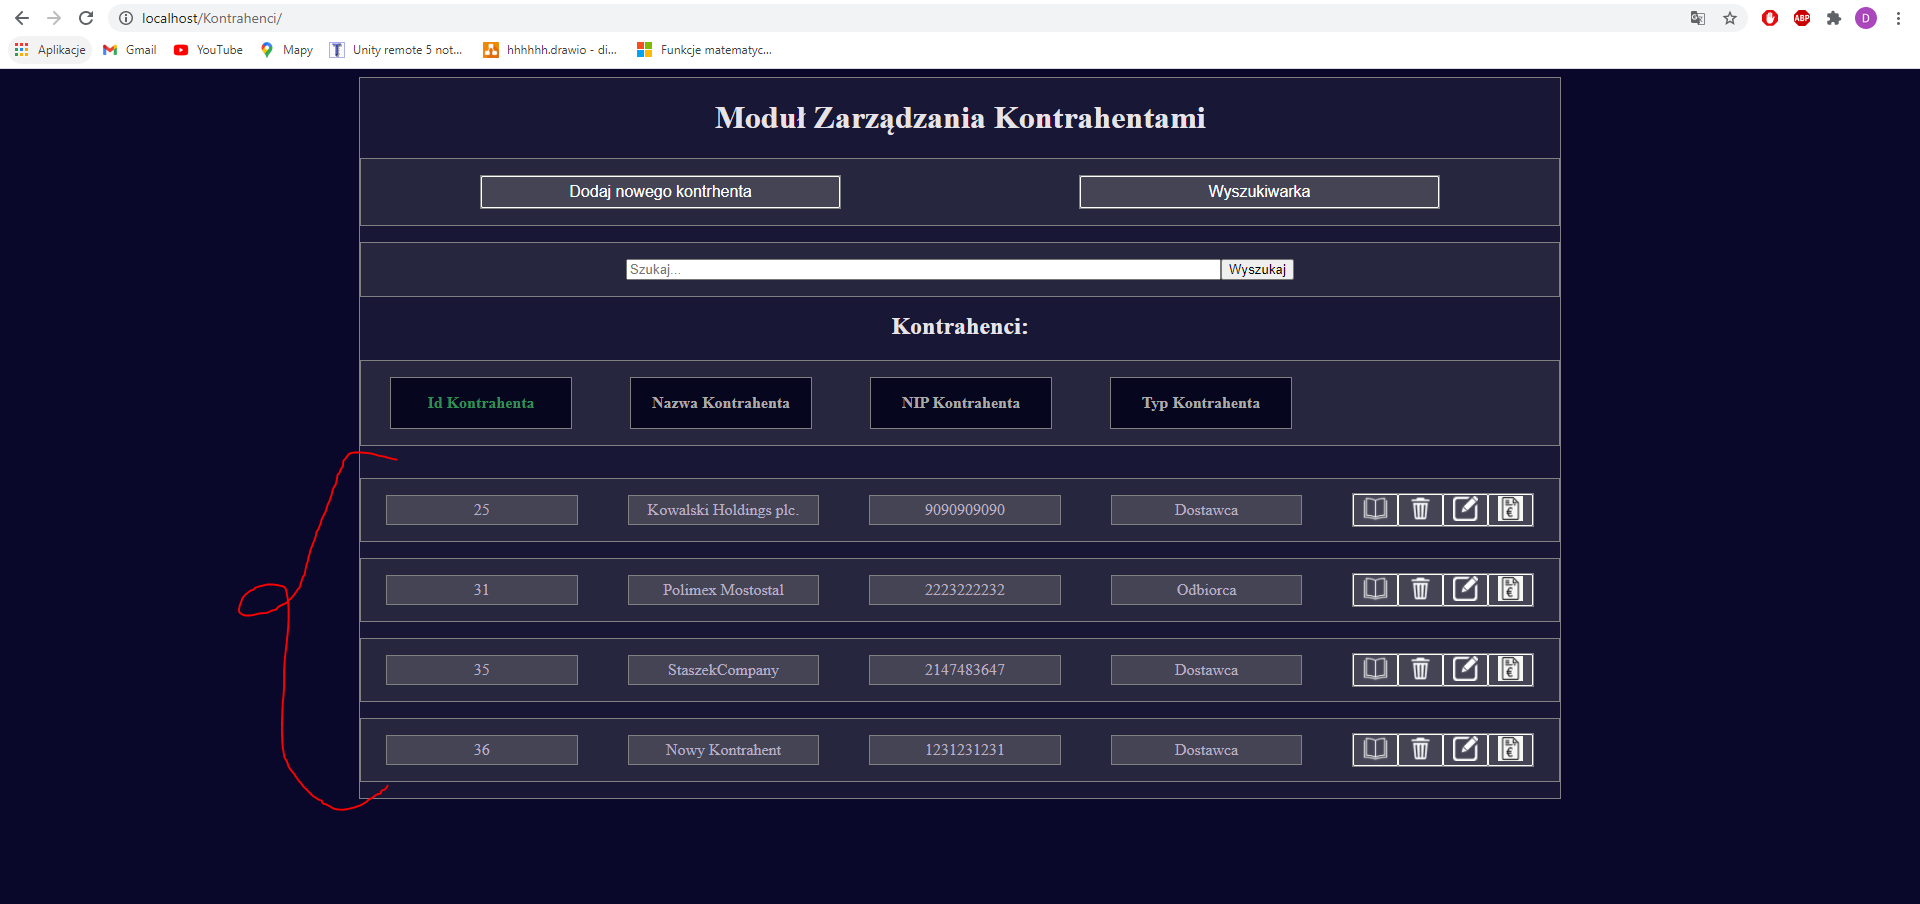 localhost/Kontrahenci/
D
Aplikacje Gmail YouTube Mapy Unity remote 5 not... hhhhhh.drawio - di... Funkcje matematyc...
Moduł Zarządzania Kontrahentami
Dodaj nowego kontrhenta Wyszukiwarka
Szukaj... Wyszukaj
Kontrahenci:
Id Kontrahenta Nazwa Kontrahenta NIP Kontrahenta Typ Kontrahenta
25 Kowalski Holdings plc. 9090909090 Dostawca
31 Polimex Mostostal 2223222232 Odbiorca
35 StaszekCompany 2147483647 Dostawca
36 Nowy Kontrahent 1231231231 Dostawca